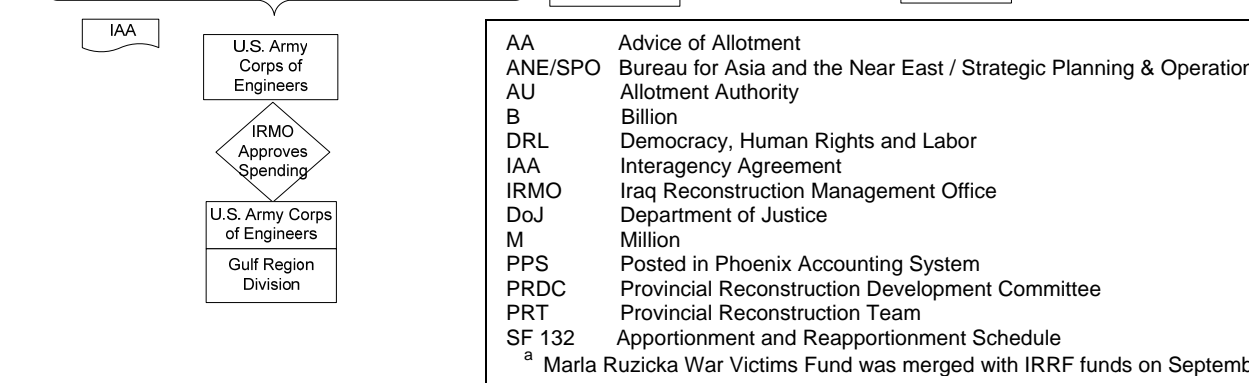 IAA
U.S. Army
Corps of
Engineers
IRMO
Approves
Spending
U.S. Army Corps
of Engineers
Gulf Region
Division
AA Advice of Allotment
ANE/SPO Bureau for Asia and the Near East / Strategic Planning & Operation
AU Allotment Authority
B Billion
DRL Democracy, Human Rights and Labor
IAA Interagency Agreement
IRMO Iraq Reconstruction Management Office
DoJ Department of Justice
M Million
PPS Posted in Phoenix Accounting System
PRDC Provincial Reconstruction Development Committee
PRT Provincial Reconstruction Team
SF 132 Apportionment and Reapportionment Schedule
a Marla Ruzicka War Victims Fund was merged with IRRF funds on Septemb